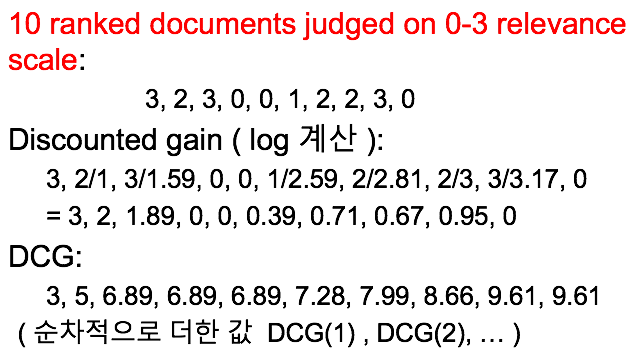 10 ranked documents judged on 0-3 relevance
scale:
3, 2, 3, 0, 0, 1, 2, 2, 3, 0
Discounted gain ( log 계산 ):
3, 2/1, 3/1.59, 0, 0, 1/2.59, 2/2.81, 2/3, 3/3.17, 0
= 3, 2, 1.89, 0, 0, 0.39, 0.71, 0.67, 0.95, 0
DCG:
3, 5, 6.89, 6.89, 6.89, 7.28, 7.99, 8.66, 9.61, 9.61
( 순차적으로 더한 값 DCG(1) , DCG(2), … )